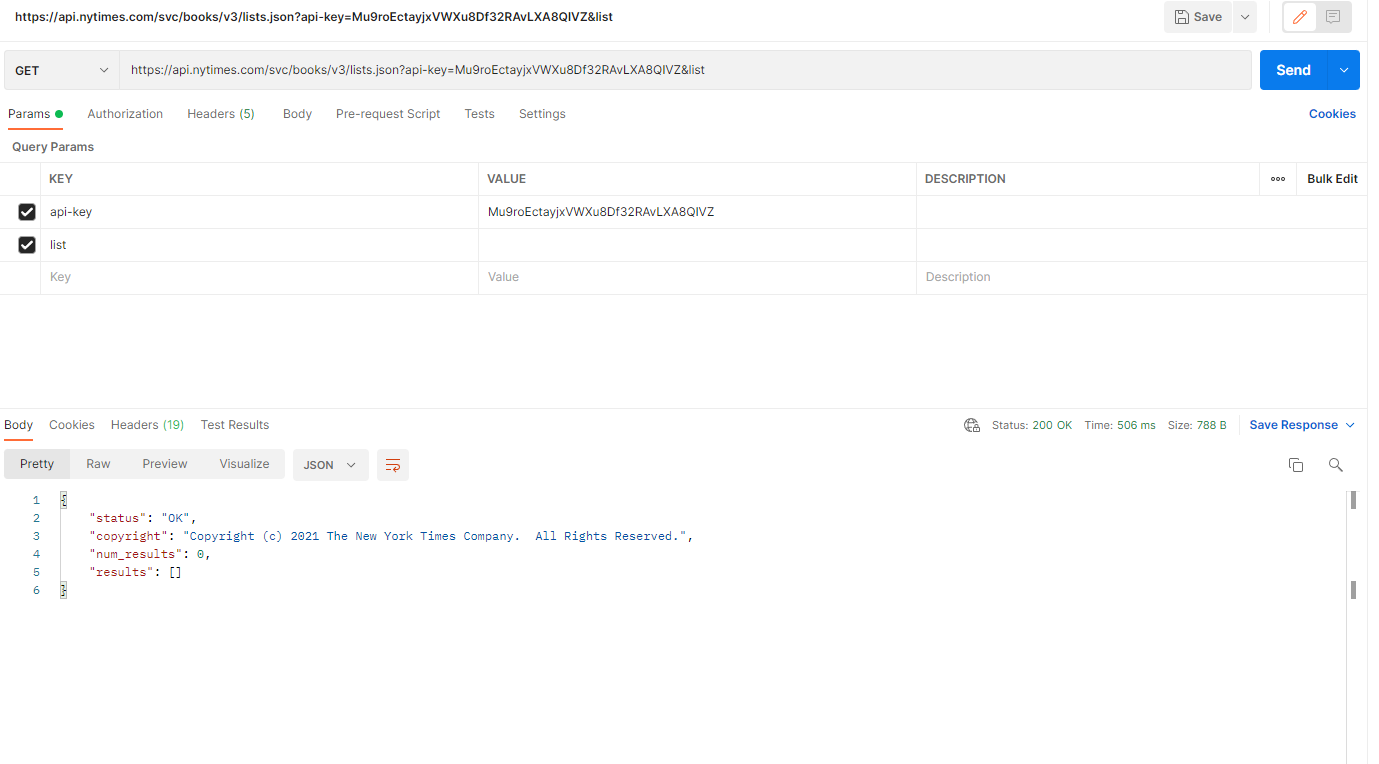 https://api.nytimes.com/svc/books/v3/lists.json?api-key=Mu9roEctayjxVWXu8Df32RAvLXA8QIVZ&list
Save
GET
https://api.nytimes.com/svc/books/v3/lists.json?api-key=Mu9roEctayjxVWXu8Df32RAvLXA8QIVZ&list
Send
Params Authorization Headers (5) Body Pre-request Script Tests Settings Cookies
Query Params
KEY VALUE DESCRIPTION Bulk Edit
api-key Mu9roEctayjxVWXu8Df32RAvLXA8QIVZ
list
Key Value Description
Body Cookies Headers (19) Test Results Status: 200 OK Time: 506 ms Size: 788 B Save Response
Pretty Raw Preview Visualize JSON
1 {
2 "status": "OK",
3 "copyright": "Copyright (c) 2021 The New York Times Company.  All Rights Reserved.",
4 "num_results": 0,
5 "results": []
6 }